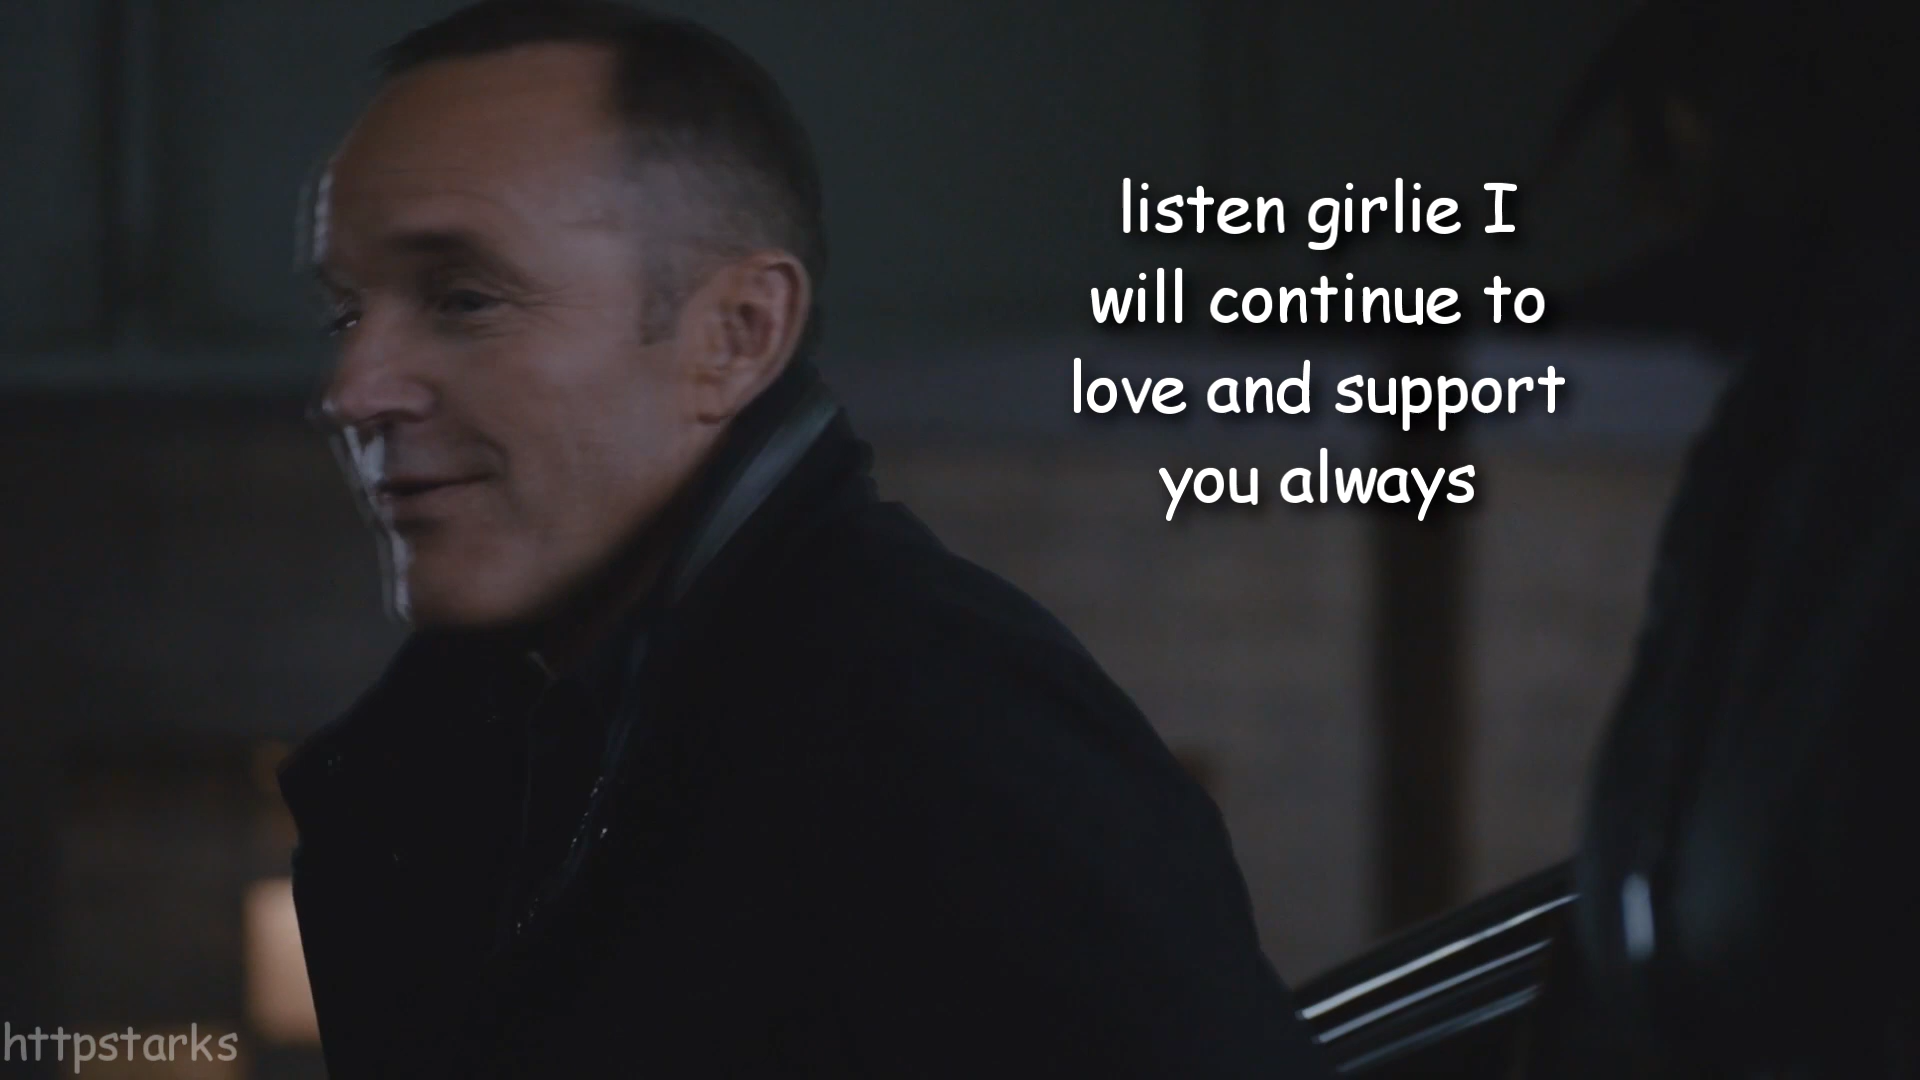 listen girlie I
will continue to
love and support
you always
httpstarks